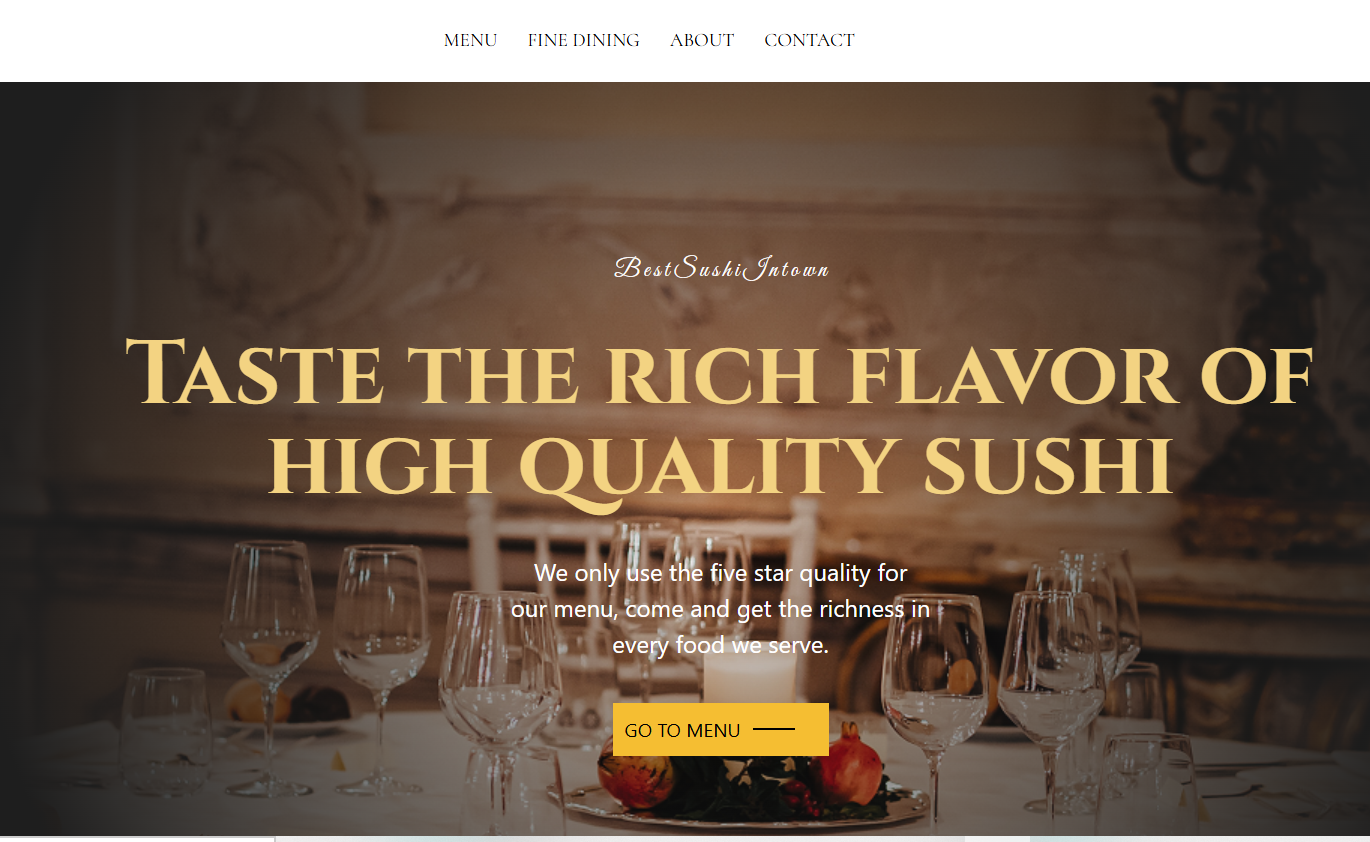 MENU FINE DINING ABOUT CONTACT
BestSushiIntown
Taste the rich flavor of
high quality sushi
We only use the five star quality for
our menu, come and get the richness in
every food we serve.
GO TO MENU